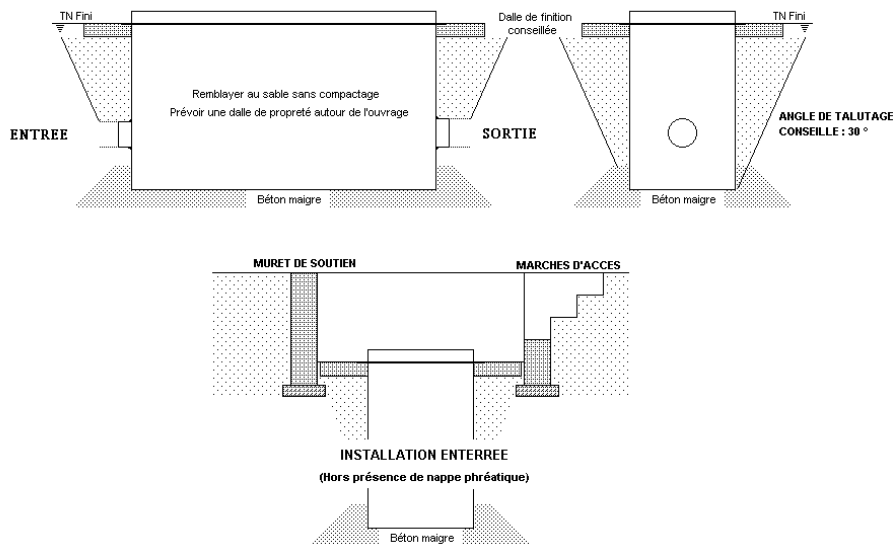 TN Fini
Dalle de finition
conseillée
TN Fini
Remblayer au sable sans compactage
Prévoir une dalle de propreté autour de l'ouvrage
ENTREE
SORTIE
ANGLE DE TALUTAGE
CONSEILLE : 30 °
Béton maigre
Béton maigre
MURET DE SOUTIEN
MARCHES D'ACCES
INSTALLATION ENTERREE
(Hors présence de nappe phréatique)
Béton maigre